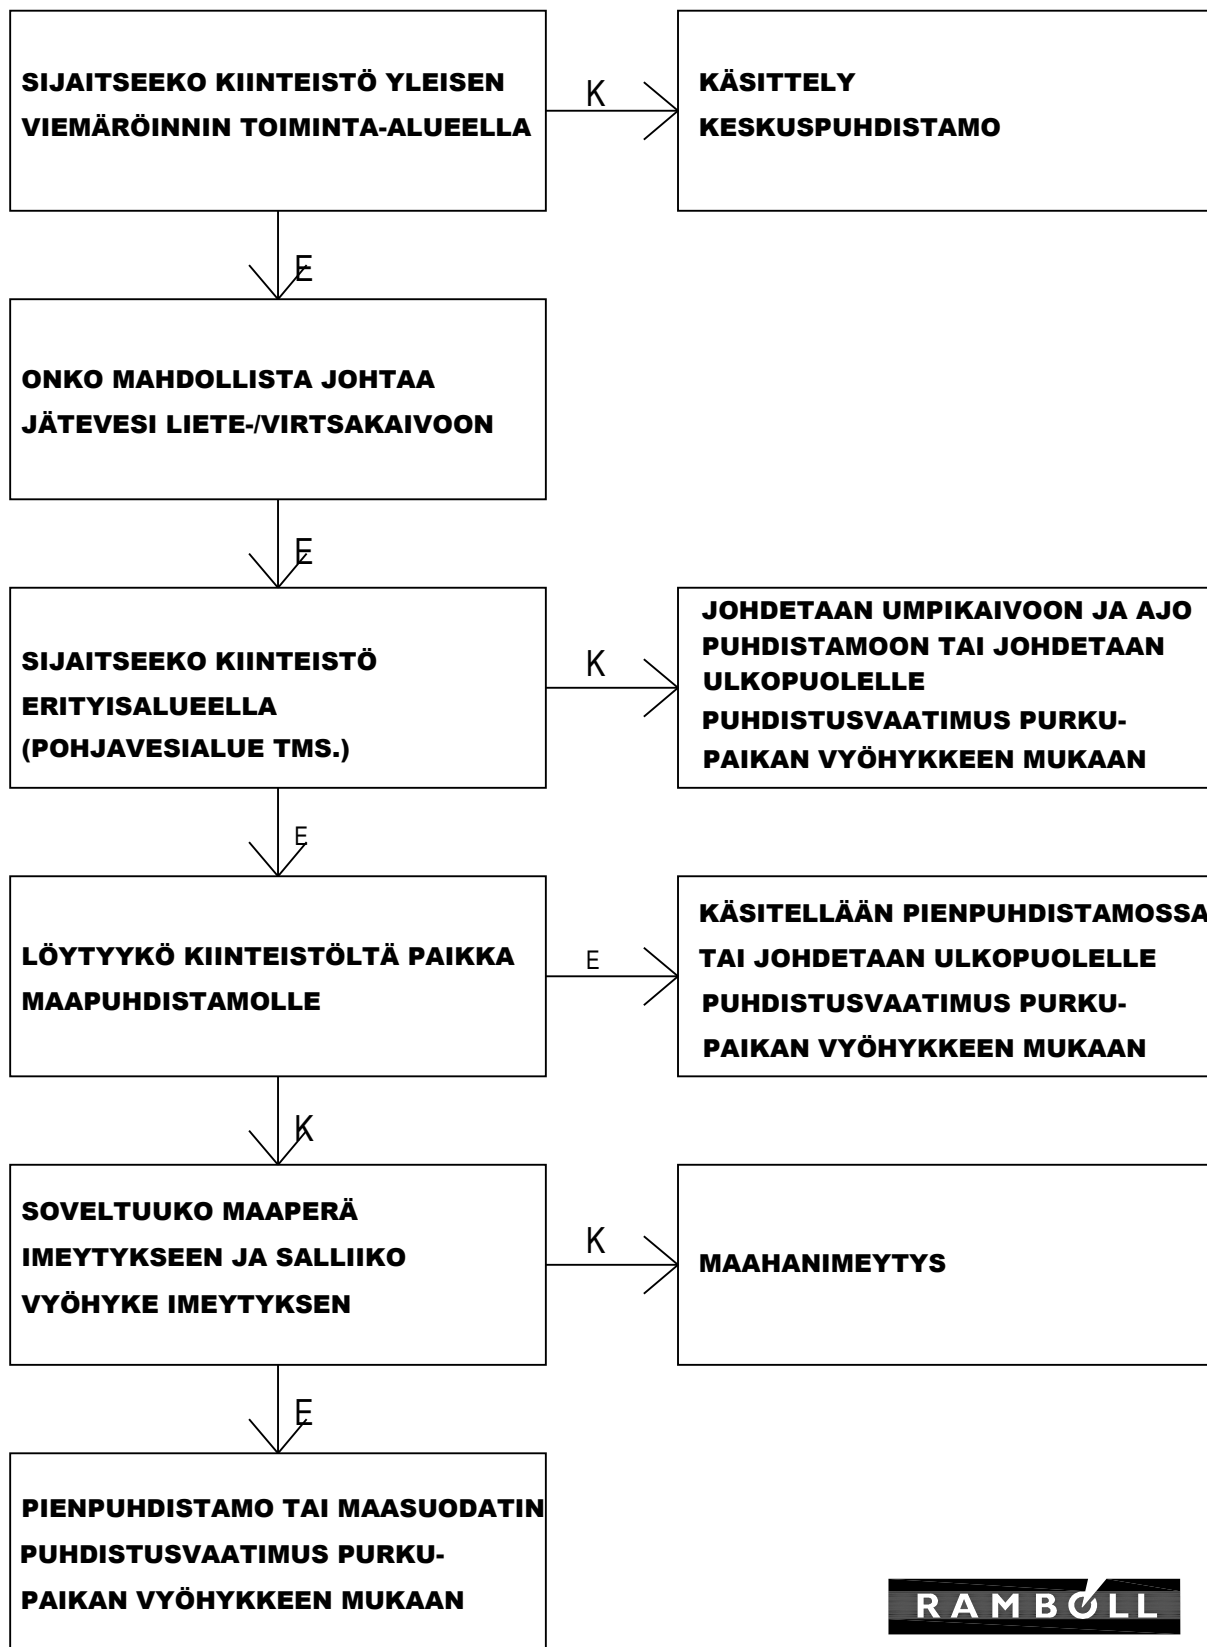 SIJAITSEEKO KIINTEISTÖ YLEISEN
VIEMÄRÖINNIN TOIMINTA-ALUEELLA
K
KÄSITTELY
KESKUSPUHDISTAMO
E
ONKO MAHDOLLISTA JOHTAA
JÄTEVESI LIETE-/VIRTSAKAIVOON
E
SIJAITSEEKO KIINTEISTÖ
ERITYISALUEELLA
(POHJAVESIALUE TMS.)
K
JOHDETAAN UMPIKAIVOON JA AJO
PUHDISTAMOON TAI JOHDETAAN
ULKOPUOLELLE
PUHDISTUSVAATIMUS PURKU-
PAIKAN VYÖHYKKEEN MUKAAN
E
LÖYTYYKÖ KIINTEISTÖLTÄ PAIKKA
MAAPUHDISTAMOLLE
E
KÄSITELLÄÄN PIENPUHDISTAMOSSA
TAI JOHDETAAN ULKOPUOLELLE
PUHDISTUSVAATIMUS PURKU-
PAIKAN VYÖHYKKEEN MUKAAN
K
SOVELTUUKO MAAPERÄ
IMEYTYKSEEN JA SALLIIKO
VYÖHYKE IMEYTYKSEN
K
MAAHANIMEYTYS
E
PIENPUHDISTAMO TAI MAASUODATIN
PUHDISTUSVAATIMUS PURKU-
PAIKAN VYÖHYKKEEN MUKAAN
RAMBØLL